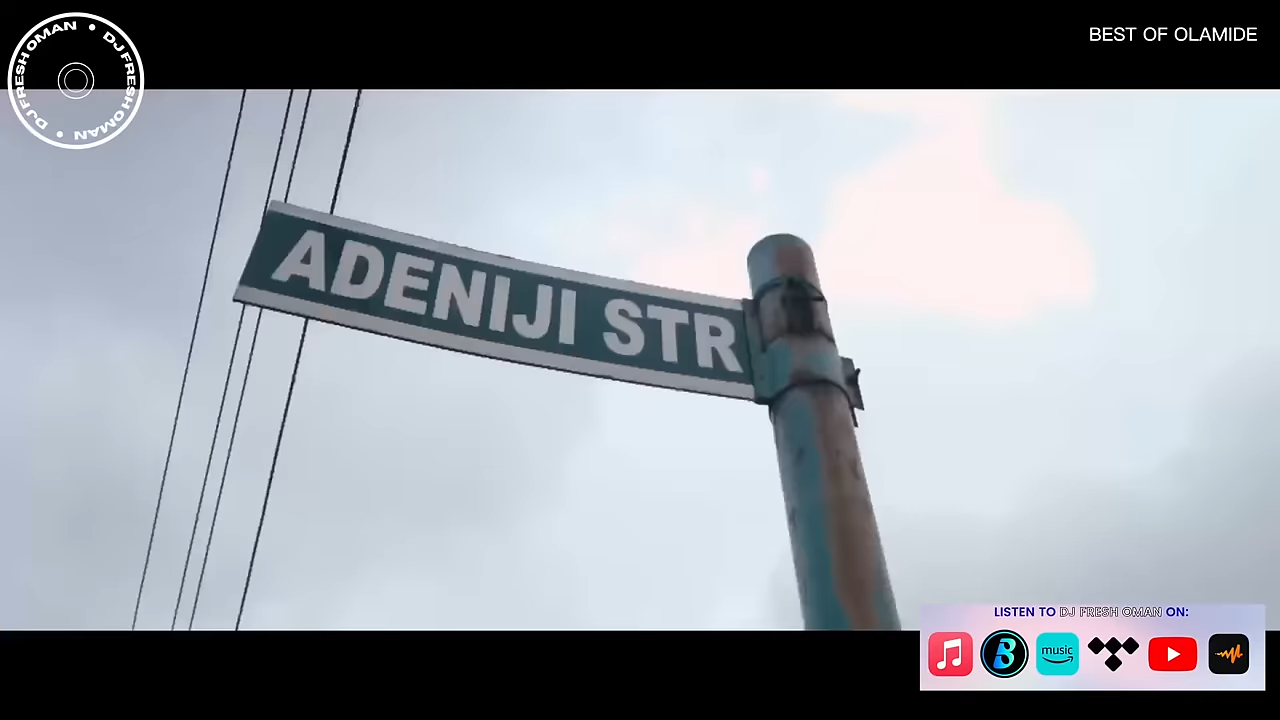 DJ FRESH OMAN • DJ FRESH OMAN •
BEST OF OLAMIDE
ADENIJI STR
LISTEN TO DJ FRESH OMAN ON:
music